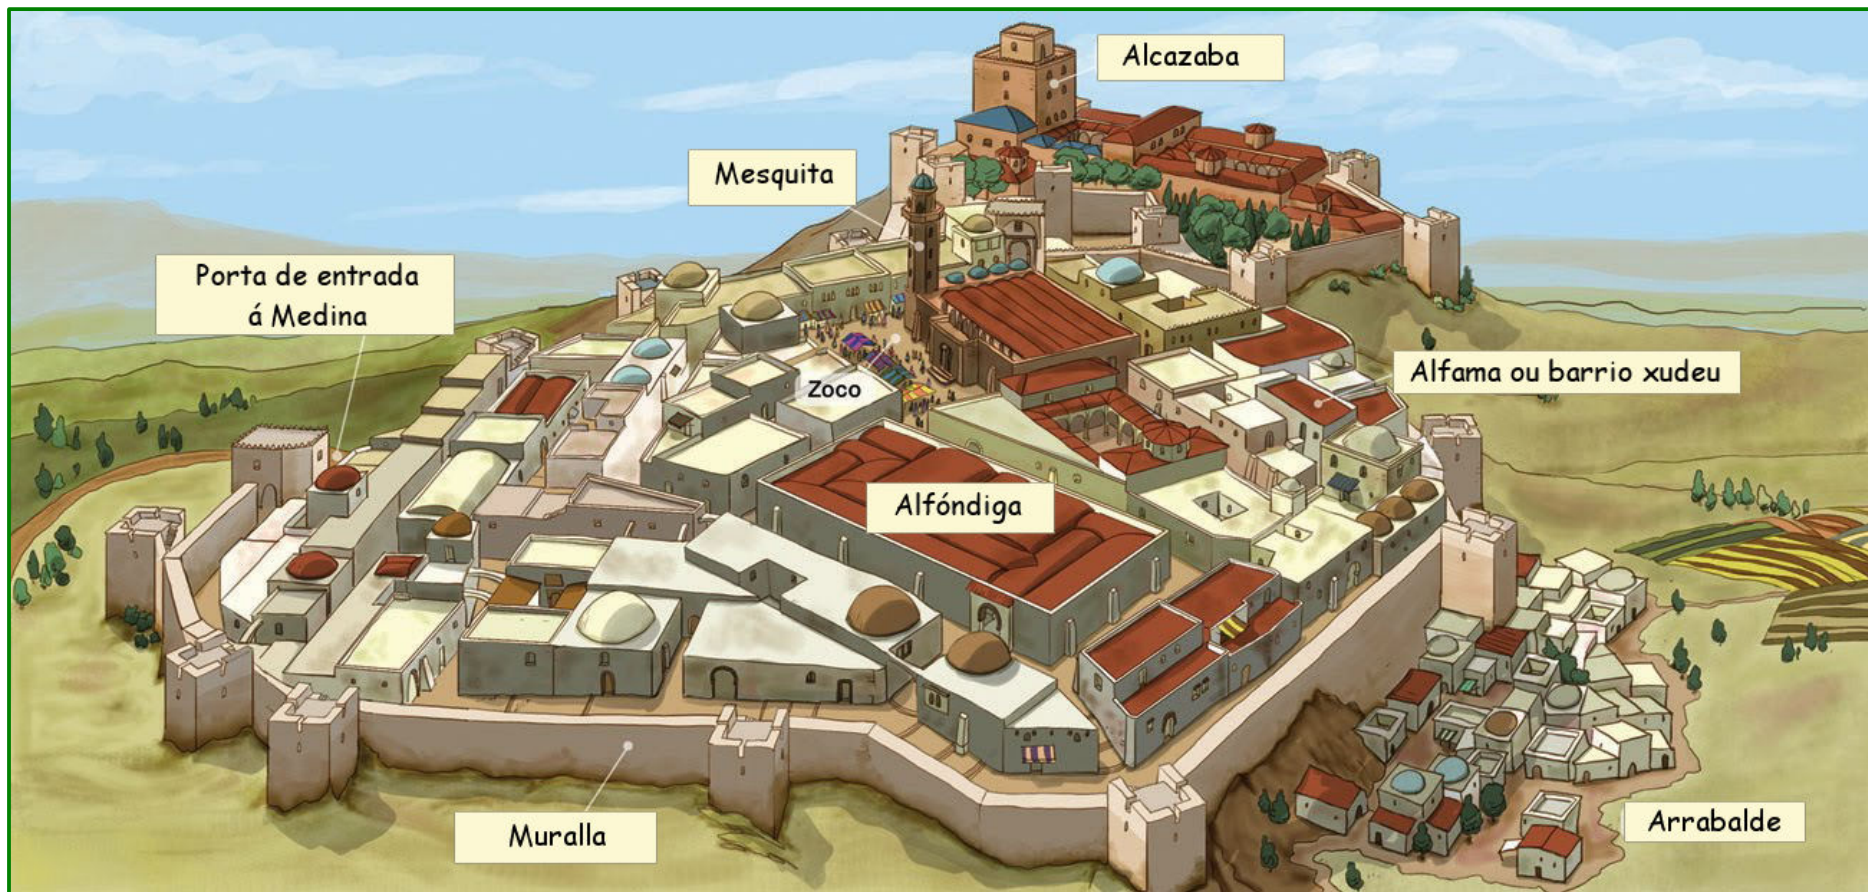 Alcazaba
Mesquita
Porta de entrada
á Medina
Alfama ou barrio xudeu
Zoco
Alfóndiga
Muralla
Arrabalde